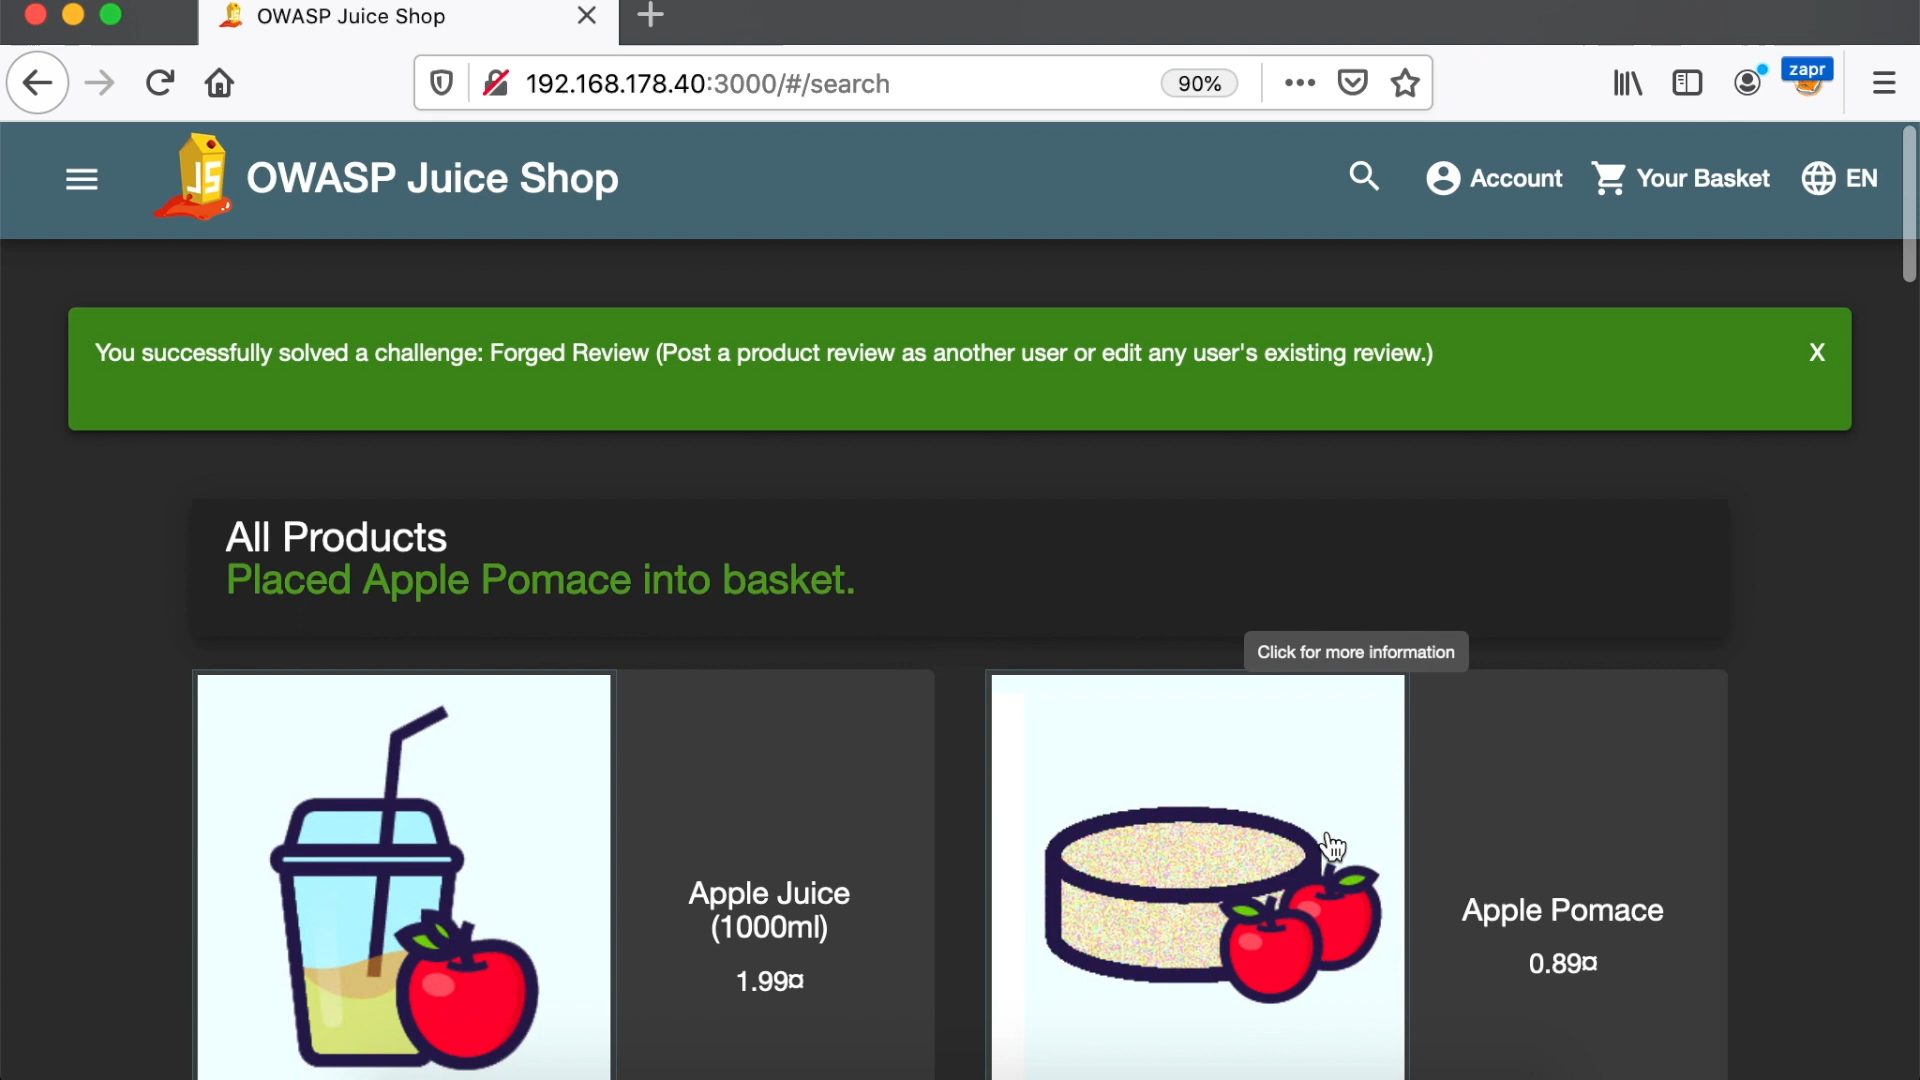 OWASP Juice Shop
192.168.178.40:3000/#/search
90%
zapr
JS
OWASP Juice Shop
Account
Your Basket
EN
You successfully solved a challenge: Forged Review (Post a product review as another user or edit any user's existing review.)
X
All Products
Placed Apple Pomace into basket.
Click for more information
Apple Juice
(1000ml)
1.99¤
Apple Pomace
0.89¤